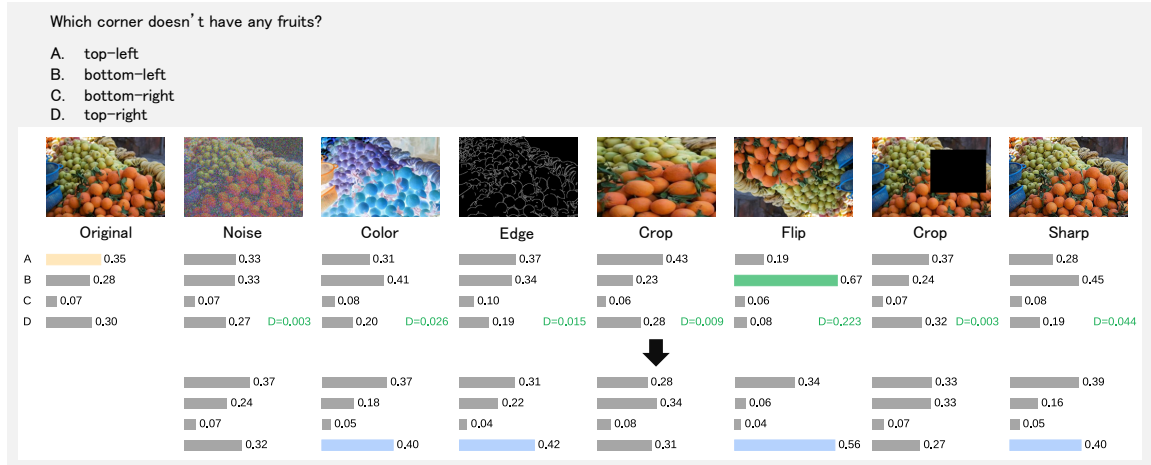 Which corner doesn't have any fruits?
A. top-left
B. bottom-left
C. bottom-right
D. top-right
Original Noise Color Edge Crop Flip Crop Sharp
A 0.35 0.33 0.31 0.37 0.43 0.19 0.37 0.28
B 0.28 0.33 0.41 0.34 0.23 0.67 0.24 0.45
C 0.07 0.07 0.08 0.10 0.06 0.06 0.07 0.08
D 0.30 0.27 D=0.003 0.20 D=0.026 0.19 D=0.015 0.28 D=0.009 0.08 D=0.223 0.32 D=0.003 0.19 D=0.044
0.37 0.37 0.31 0.28 0.34 0.33 0.39
0.24 0.18 0.22 0.34 0.06 0.33 0.16
0.07 0.05 0.04 0.08 0.04 0.07 0.05
0.32 0.40 0.42 0.31 0.56 0.27 0.40